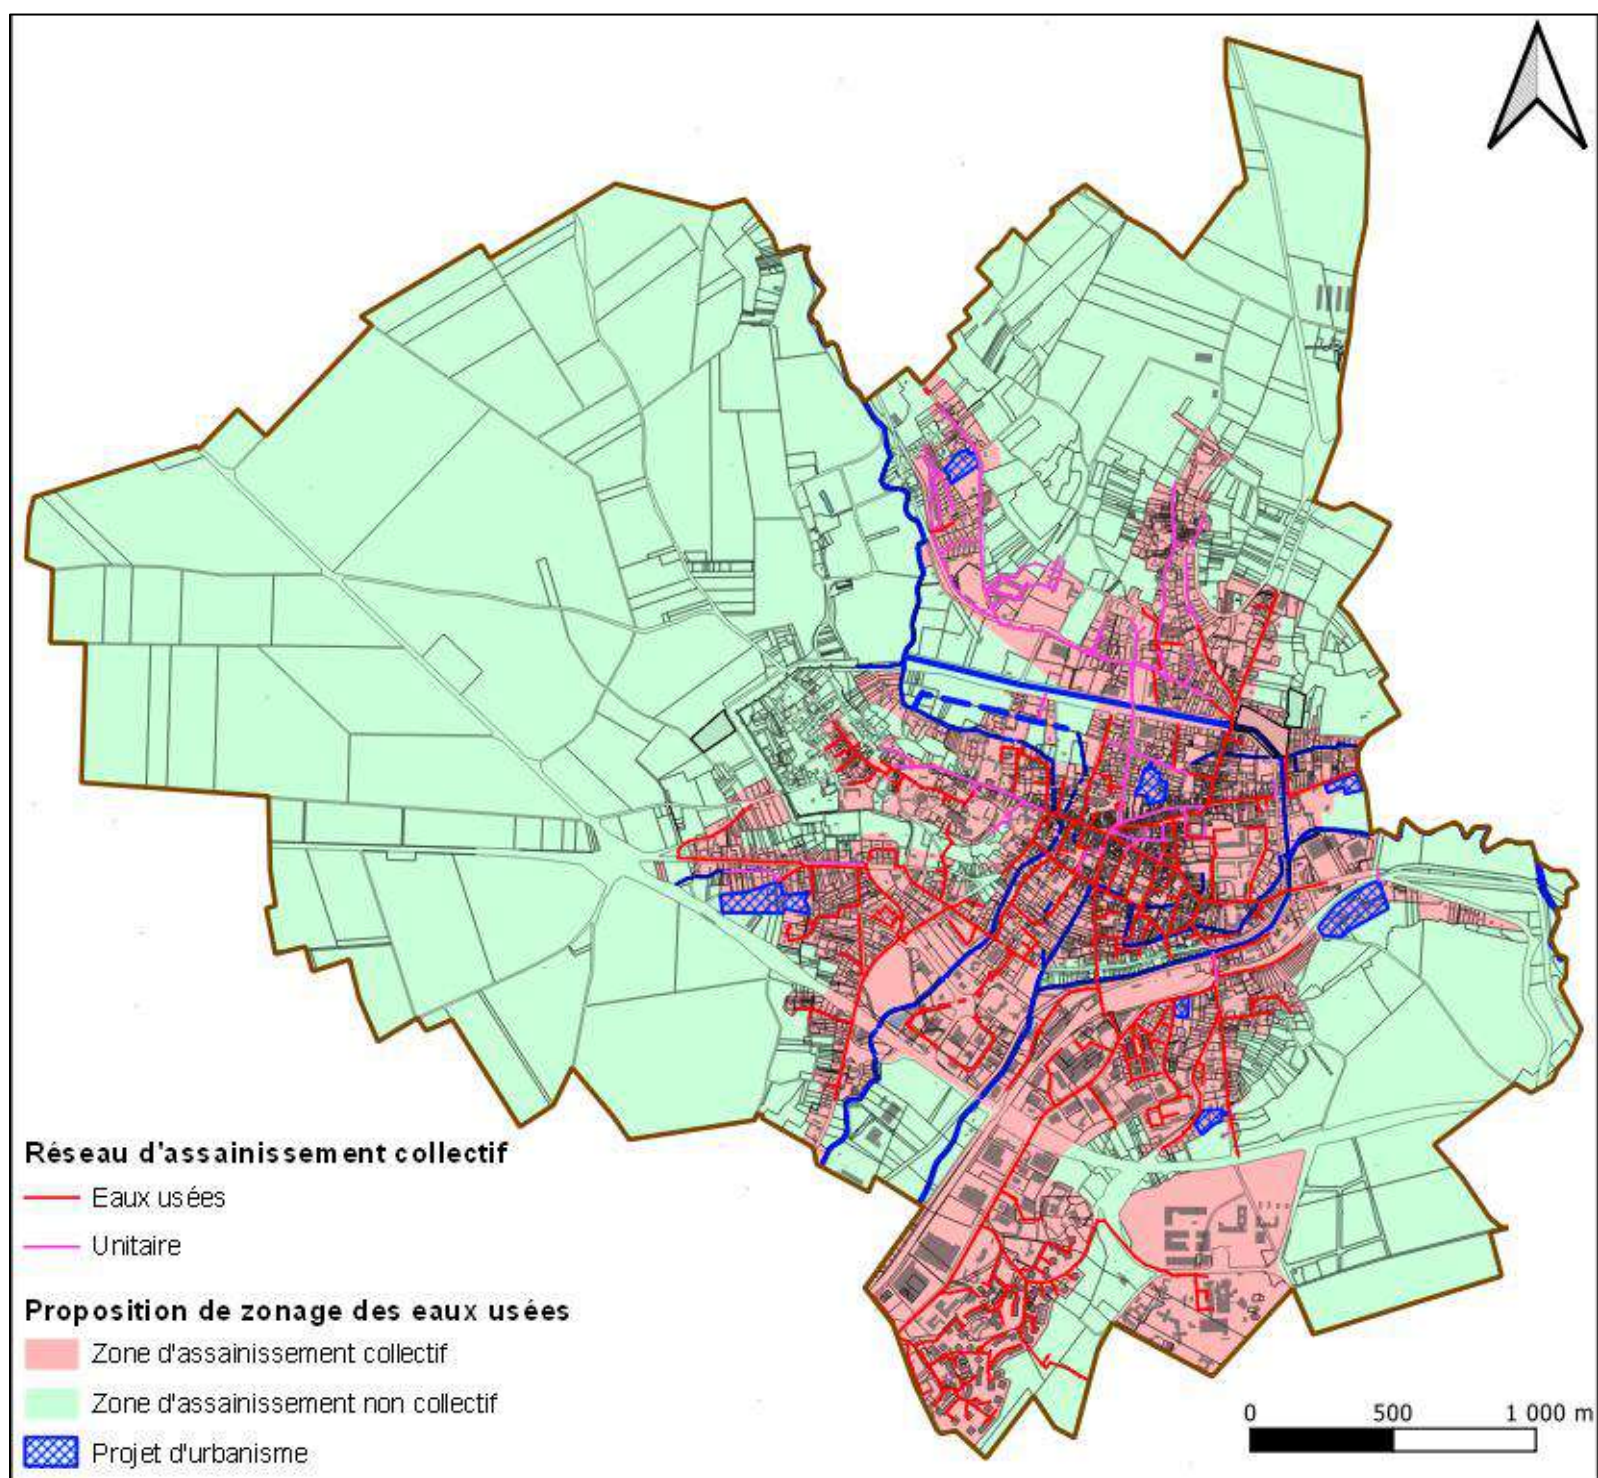 Réseau d'assainissement collectif
Eaux usées
Unitaire
Proposition de zonage des eaux usées
Zone d'assainissement collectif
Zone d'assainissement non collectif
Projet d'urbanisme
0 500 1 000 m